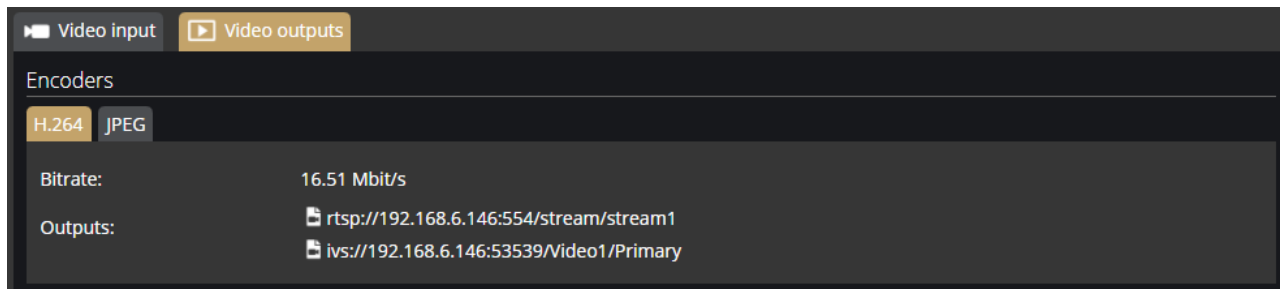 Video input Video outputs
Encoders
H.264 JPEG
Bitrate: 16.51 Mbit/s
Outputs: rtsp://192.168.6.146:554/stream/stream1
ivs://192.168.6.146:53539/Video1/Primary